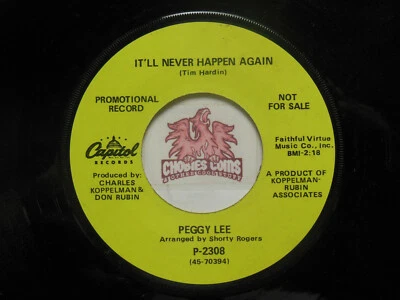 IT'LL NEVER HAPPEN AGAIN
(Tim Hardin)
PROMOTIONAL
RECORD
NOT
FOR SALE
Capitol
RECORDS
Faithful Virtue
Music Co., Inc.
BMI-2:18
Produced by:
CHARLES
KOPPELMAN &
DON RUBIN
A PRODUCT OF
KOPPELMAN-
RUBIN
ASSOCIATES
PEGGY LEE
Arranged by Shorty Rogers
P-2308
(45-70394)